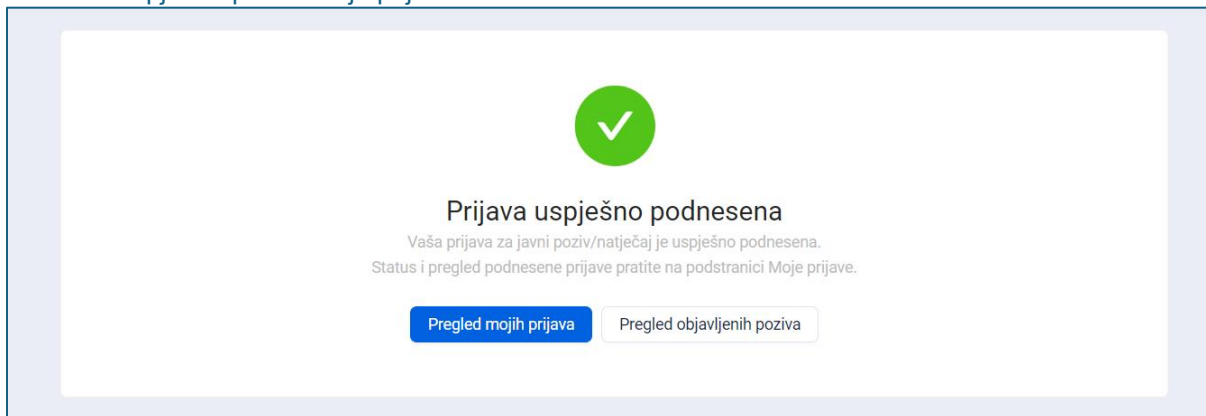 Prijava uspješno podnesena
Vaša prijava za javni poziv/natječaj je uspješno podnesena.
Status i pregled podnesene prijave pratite na podstranici Moje prijave.
Pregled mojih prijava Pregled objavljenih poziva